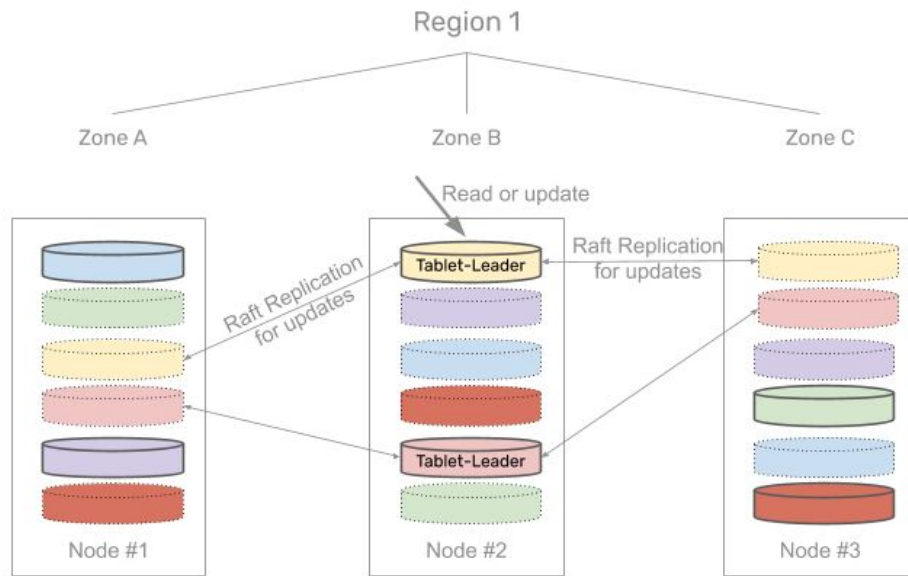 Region 1
Zone A
Zone B
Zone C
Read or update
Tablet-Leader
Raft Replication
for updates
Raft Replication
for updates
Tablet-Leader
Node #1
Node #2
Node #3